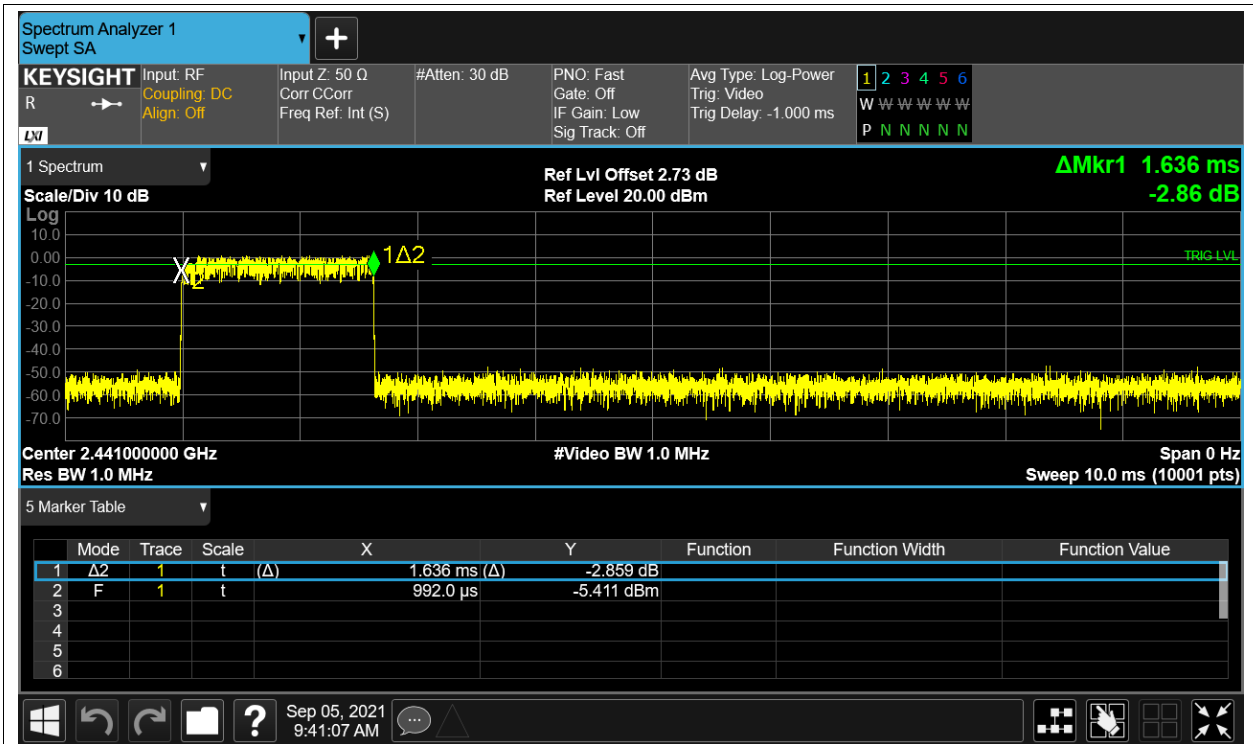 Spectrum Analyzer 1
Swept SA
KEYSIGHT
R
LXI
Input: RF
Coupling: DC
Align: Off
Input Z: 50 Ω
Corr CCorr
Freq Ref: Int (S)
#Atten: 30 dB
PNO: Fast
Gate: Off
IF Gain: Low
Sig Track: Off
Avg Type: Log-Power
Trig: Video
Trig Delay: -1.000 ms
1 2 3 4 5 6
W W W W W W
P N N N N N
1 Spectrum
Scale/Div 10 dB
Ref Lvl Offset 2.73 dB
Ref Level 20.00 dBm
ΔMkr1 1.636 ms
-2.86 dB
Log
10.0
0.00
-10.0
-20.0
-30.0
-40.0
-50.0
-60.0
-70.0
1Δ2
2
TRIG LVL
Center 2.441000000 GHz
#Video BW 1.0 MHz
Span 0 Hz
Res BW 1.0 MHz
Sweep 10.0 ms (10001 pts)
5 Marker Table
Mode Trace Scale X Y Function Function Width Function Value
1 Δ2 1 t (Δ) 1.636 ms (Δ) -2.859 dB
2 F 1 t 992.0 µs -5.411 dBm
3
4
5
6
?
Sep 05, 2021
9:41:07 AM